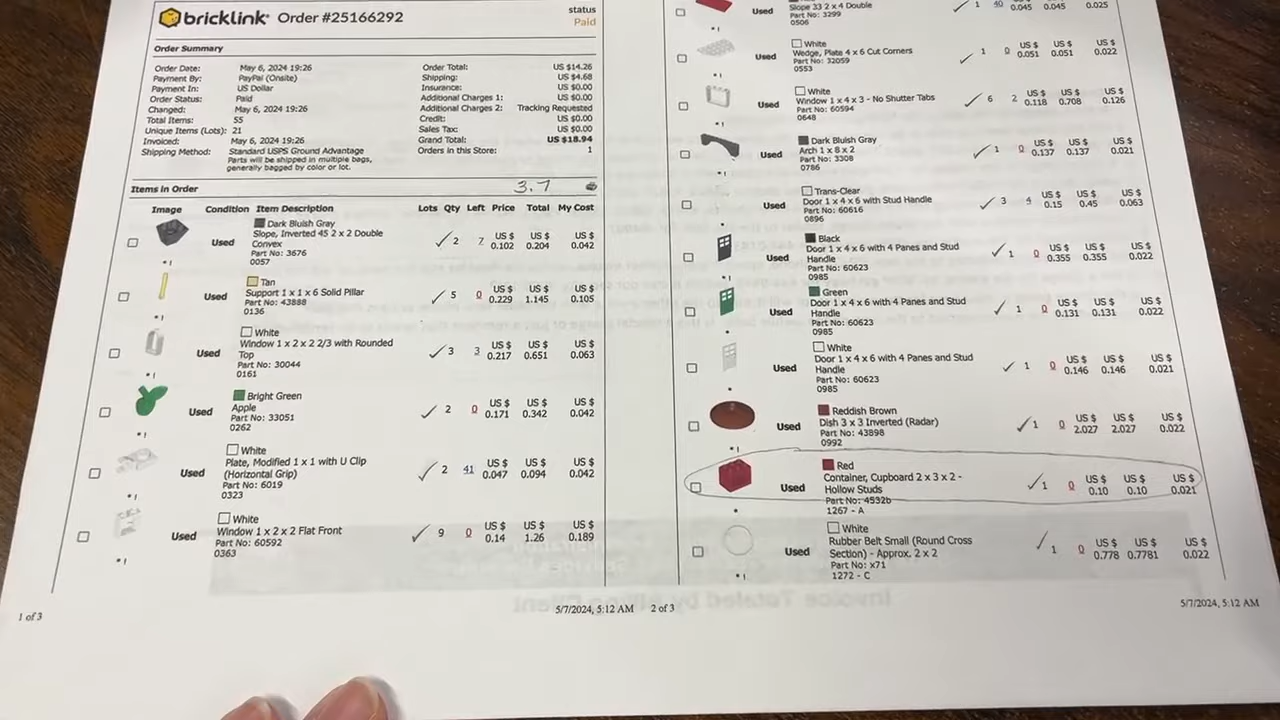 bricklink® Order #25166292
status
Paid
Order Summary
Order Date: May 6, 2024 19:26
Payment By: PayPal (Onsite)
Payment In: US Dollar
Order Status: Paid
Changed: May 6, 2024 19:26
Total Items: 55
Unique Items (Lots): 21
Invoiced: May 6, 2024 19:26
Shipping Method: Standard USPS Ground Advantage
Parts will be shipped in multiple bags,
generally bagged by color or lot.
Order Total: US $14.26
Shipping: US $4.68
Insurance: US $0.00
Additional Charges 1: US $0.00
Additional Charges 2: Tracking Requested
Credit: US $0.00
Sales Tax: US $0.00
Grand Total: US $18.94
Orders in this Store: 1
Items in Order 3.7
Image Condition Item Description Lots Qty Left Price Total My Cost
Dark Bluish Gray
Slope, Inverted 45 2 x 2 Double
Convex
Part No: 3676
0057
Used ✓ 2 7 US $ 0.102 US $ 0.204 US $ 0.042
* 1
Tan
Support 1 x 1 x 6 Solid Pillar
Part No: 43888
0136
Used ✓ 5 0 US $ 0.229 US $ 1.145 US $ 0.105
* 1
White
Window 1 x 2 x 2 2/3 with Rounded
Top
Part No: 30044
0161
Used ✓ 3 3 US $ 0.217 US $ 0.651 US $ 0.063
* 1
Bright Green
Apple
Part No: 33051
0262
Used ✓ 2 0 US $ 0.171 US $ 0.342 US $ 0.042
* 1
White
Plate, Modified 1 x 1 with U Clip
(Horizontal Grip)
Part No: 6019
0323
Used ✓ 2 41 US $ 0.047 US $ 0.094 US $ 0.042
* 1
White
Window 1 x 2 x 2 Flat Front
Part No: 60592
0363
Used ✓ 9 0 US $ 0.14 US $ 1.26 US $ 0.189
* 1
1 of 3 5/7/2024, 5:12 AM
Slope 33 2 x 4 Double
Part No: 3299
0506
Used ✓ 1 40 0.045 0.045 0.025
* 1
White
Wedge, Plate 4 x 6 Cut Corners
Part No: 32059
0553
Used ✓ 1 0 US $ 0.051 US $ 0.051 US $ 0.022
* 1
White
Window 1 x 4 x 3 - No Shutter Tabs
Part No: 60594
0648
Used ✓ 6 2 US $ 0.118 US $ 0.708 US $ 0.126
* 1
Dark Bluish Gray
Arch 1 x 8 x 2
Part No: 3308
0786
Used ✓ 1 0 US $ 0.137 US $ 0.137 US $ 0.021
* 1
Trans-Clear
Door 1 x 4 x 6 with Stud Handle
Part No: 60616
0896
Used ✓ 3 4 US $ 0.15 US $ 0.45 US $ 0.063
*
Black
Door 1 x 4 x 6 with 4 Panes and Stud
Handle
Part No: 60623
0985
Used ✓ 1 0 US $ 0.355 US $ 0.355 US $ 0.022
* 1
Green
Door 1 x 4 x 6 with 4 Panes and Stud
Handle
Part No: 60623
0985
Used ✓ 1 0 US $ 0.131 US $ 0.131 US $ 0.022
*
White
Door 1 x 4 x 6 with 4 Panes and Stud
Handle
Part No: 60623
0985
Used ✓ 1 0 US $ 0.146 US $ 0.146 US $ 0.021
*
Reddish Brown
Dish 3 x 3 Inverted (Radar)
Part No: 43898
0992
Used ✓ 1 0 US $ 2.027 US $ 2.027 US $ 0.022
* 1
Red
Container, Cupboard 2 x 3 x 2 -
Hollow Studs
Part No: 4532b
1267 - A
Used ✓ 1 0 US $ 0.10 US $ 0.10 US $ 0.021
*
White
Rubber Belt Small (Round Cross
Section) - Approx. 2 x 2
Part No: x71
1272 - C
Used ✓ 1 0 US $ 0.778 US $ 0.7781 US $ 0.022
* 1
2 of 3 5/7/2024, 5:12 AM